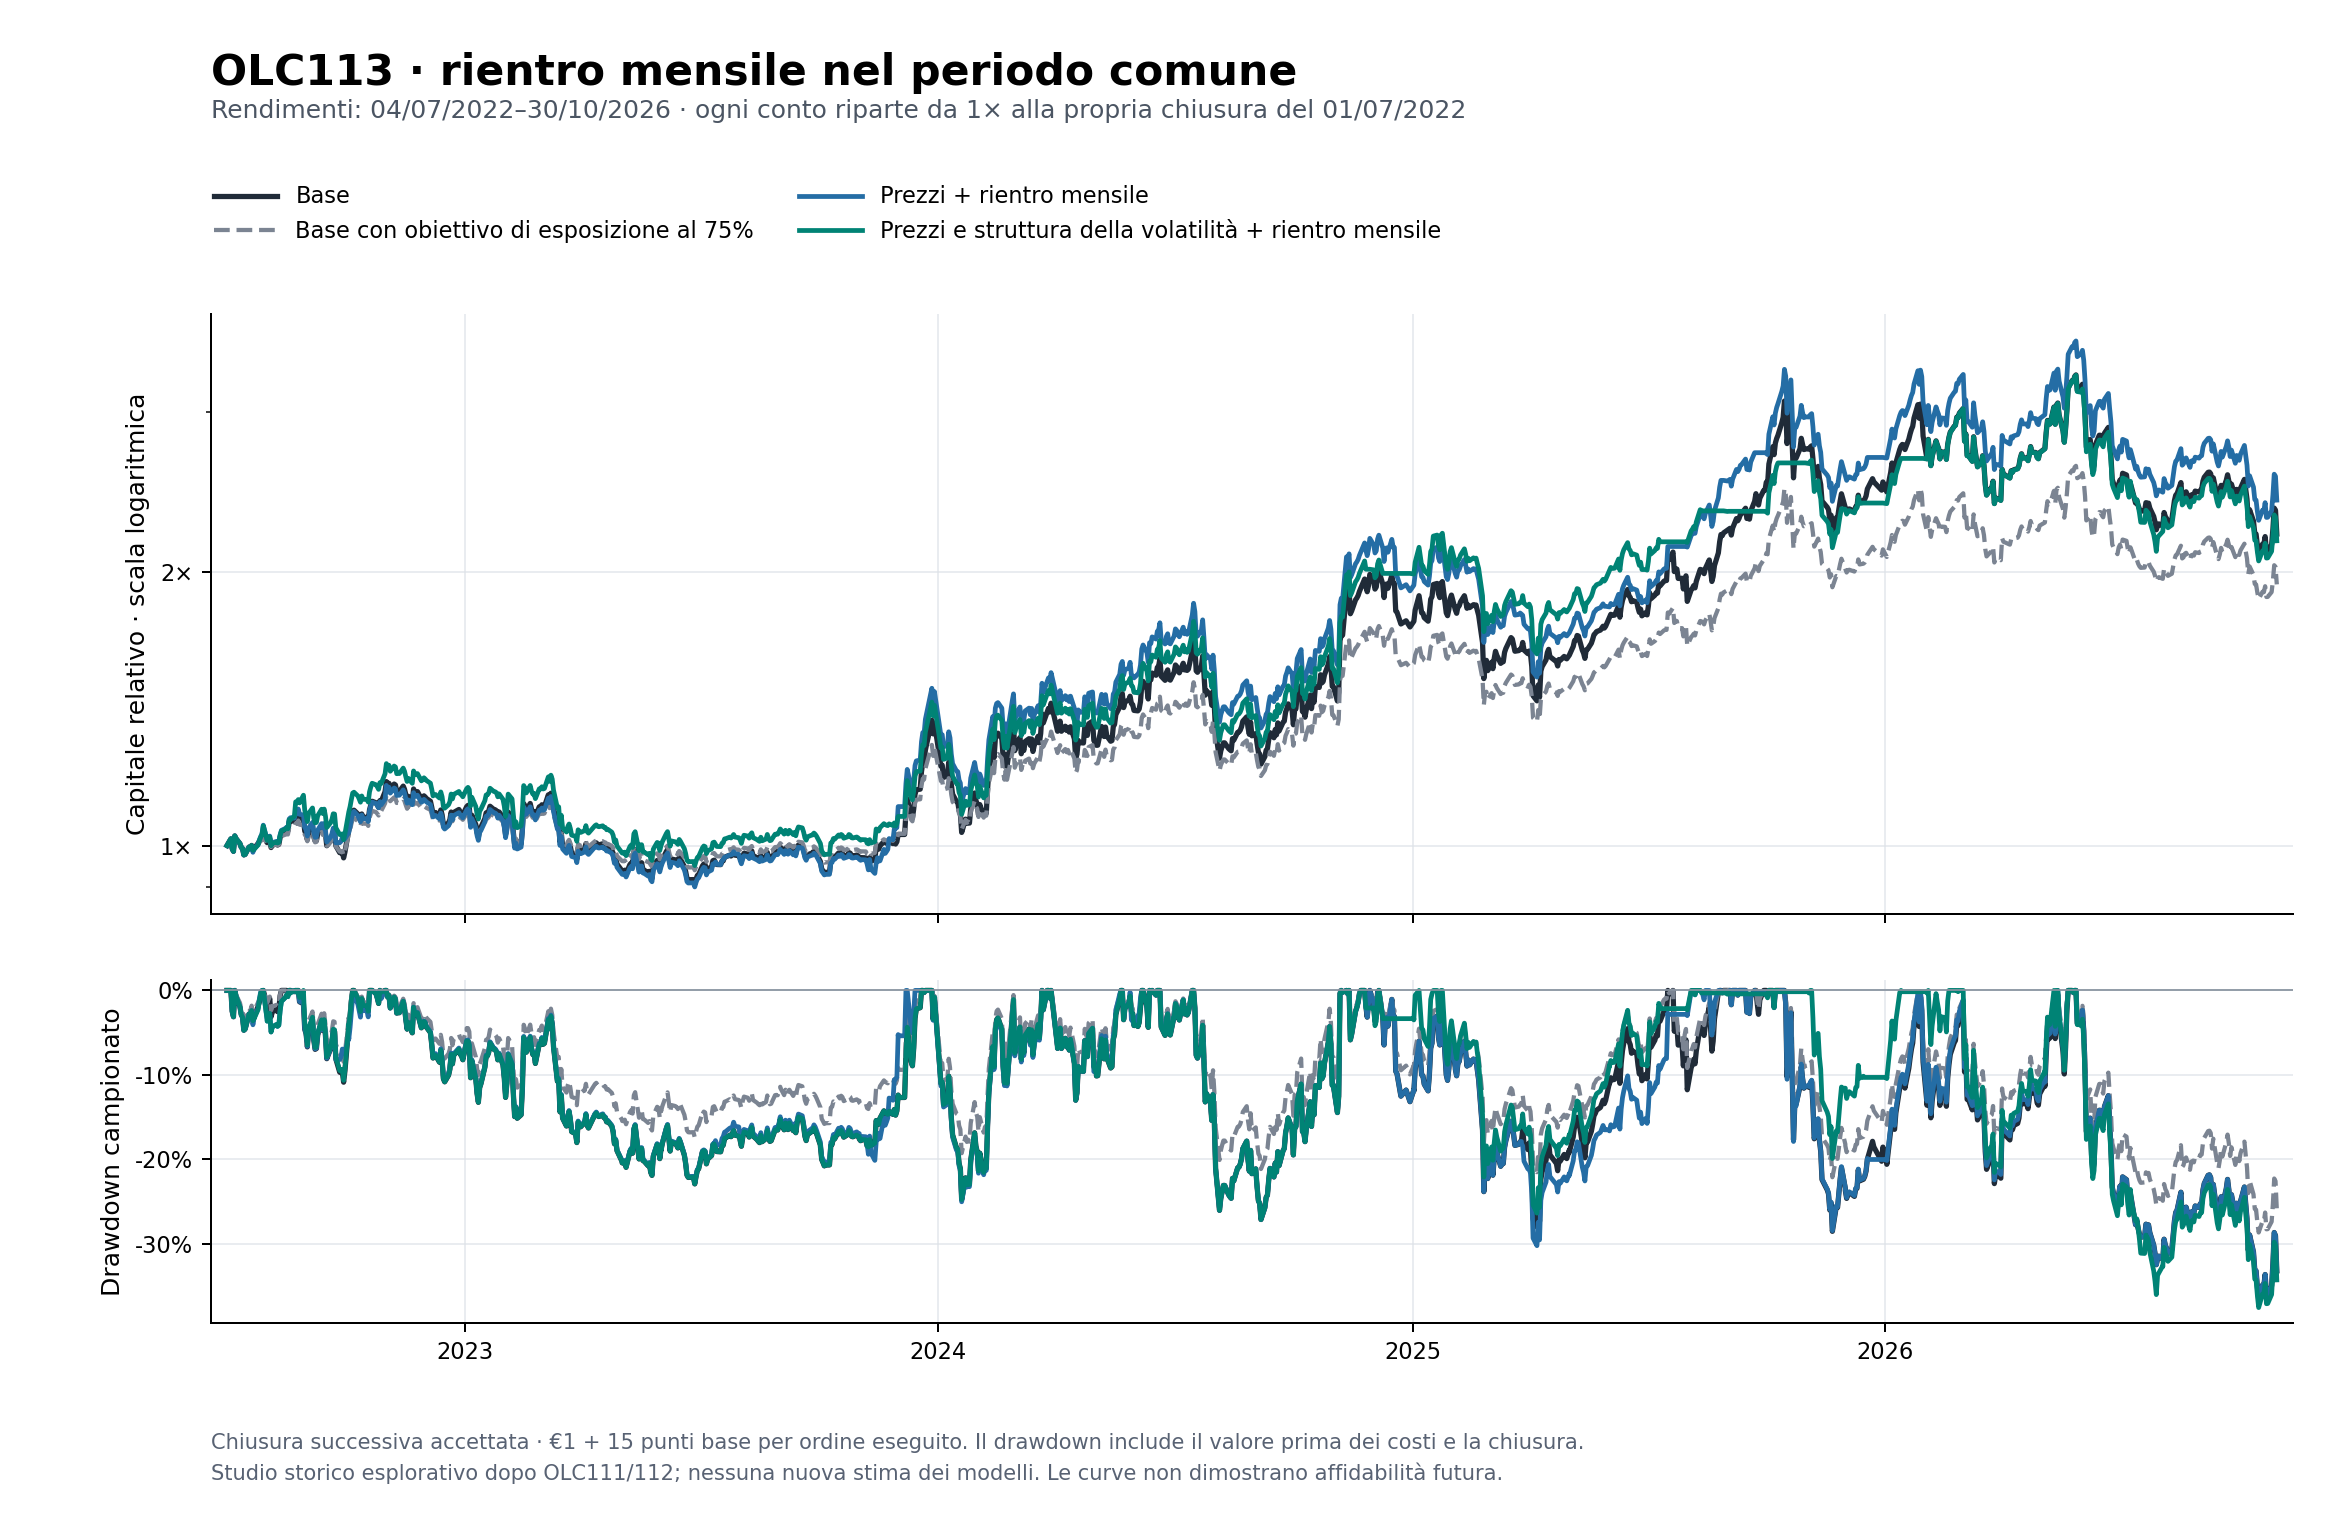 OLC113 · rientro mensile nel periodo comune
Rendimenti: 04/07/2022–30/10/2026 · ogni conto riparte da 1× alla propria chiusura del 01/07/2022
Base
Base con obiettivo di esposizione al 75%
Prezzi + rientro mensile
Prezzi e struttura della volatilità + rientro mensile
Capitale relativo · scala logaritmica
2×
1×
Drawdown campionato
0%
-10%
-20%
-30%
2023
2024
2025
2026
Chiusura successiva accettata · €1 + 15 punti base per ordine eseguito. Il drawdown include il valore prima dei costi e la chiusura.
Studio storico esplorativo dopo OLC111/112; nessuna nuova stima dei modelli. Le curve non dimostrano affidabilità futura.